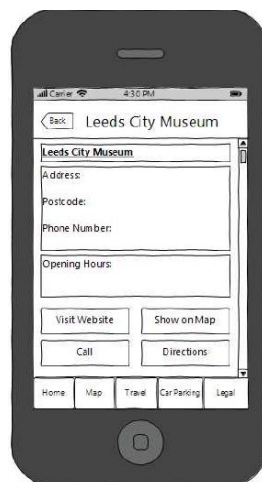 Carrier 4:30 PM
Back Leeds City Museum
Leeds City Museum
Address:
Postcode:
Phone Number:
Opening Hours:
Visit Website Show on Map
Call Directions
Home Map Travel Car Parking Legal